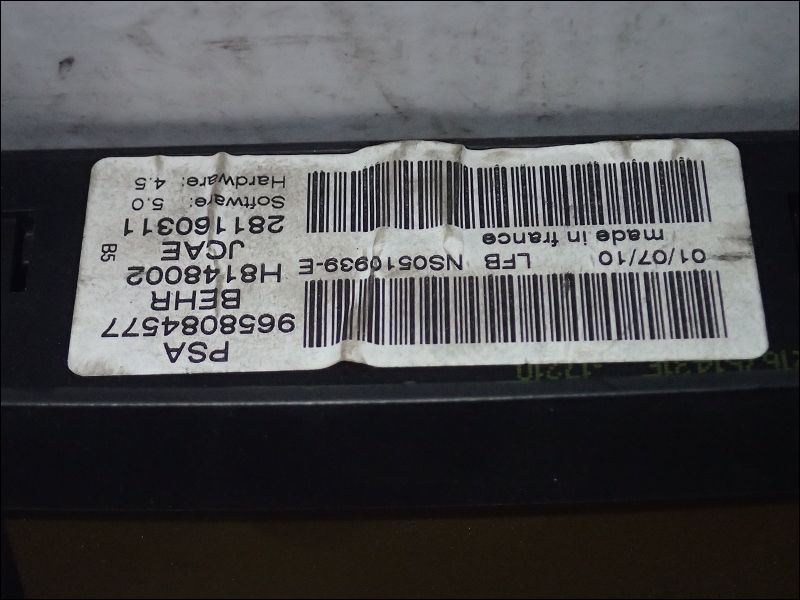 PSA
9658084577
BEHR
H8148002
JCAE
281160311
Software: 5.0
Hardware: 4.5
B5
01/07/10 LFB NS0510939-E
made in france